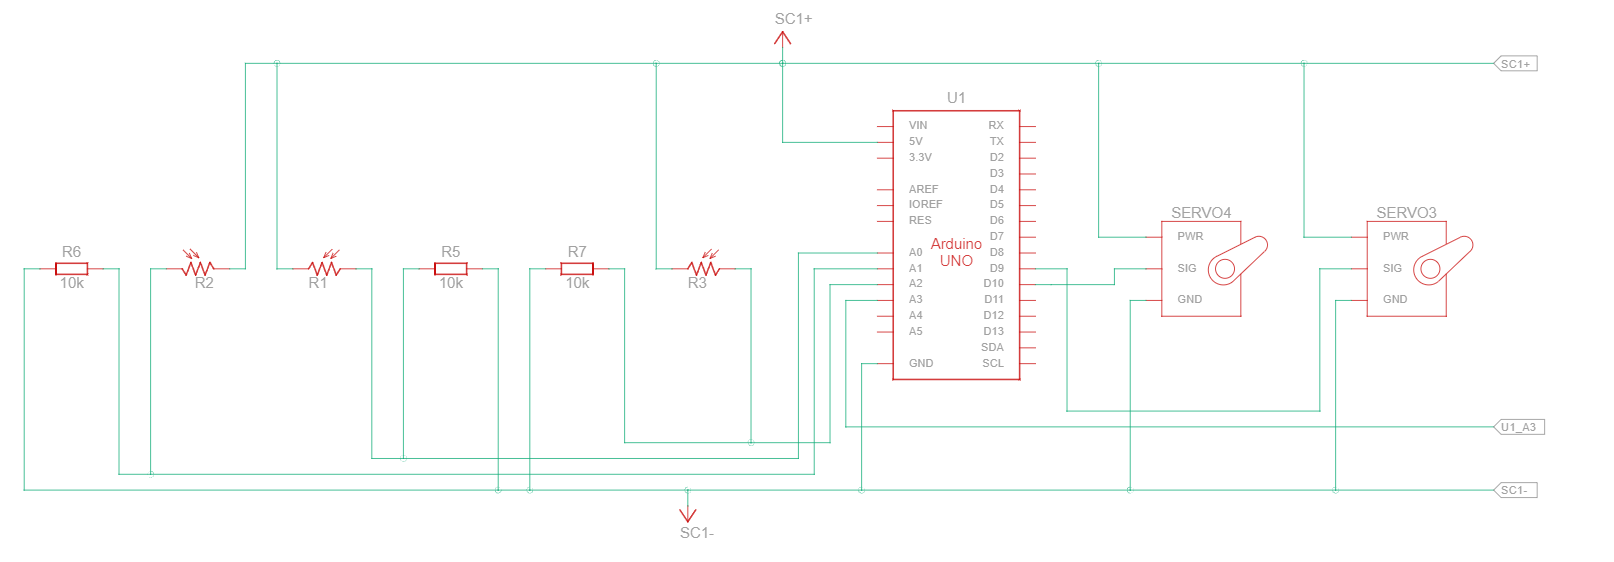 SC1+
SC1+
U1
VIN RX
5V TX
3.3V D2
D3
AREF D4
IOREF D5
RES D6
D7
Arduino
UNO
A0 D8
A1 D9
A2 D10
A3 D11
A4 D12
A5 D13
SDA
GND SCL
SERVO4
PWR
SIG
GND
SERVO3
PWR
SIG
GND
R6
10k
R2
R1
R5
10k
R7
10k
R3
U1_A3
SC1-
SC1-